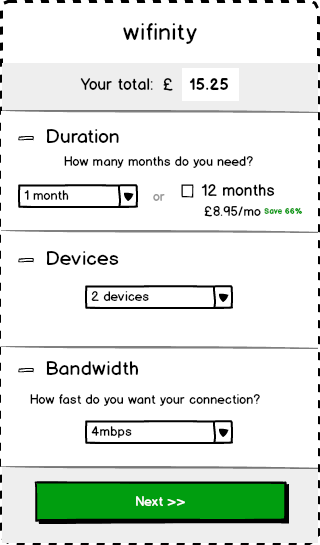 wifinity
Your total: £ 15.25
Duration
How many months do you need?
1 month or 12 months
£8.95/mo Save 66%
Devices
2 devices
Bandwidth
How fast do you want your connection?
4mbps
Next >>